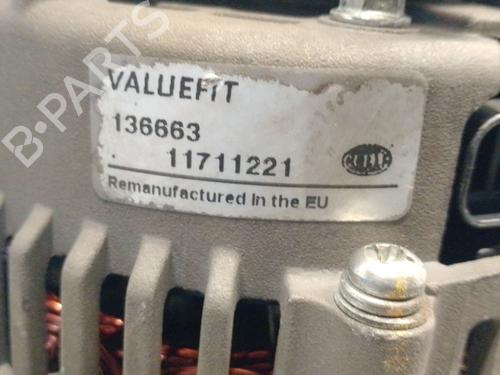 B-PARTS
VALUEFIT
136663
11711221
HELLA
Remanufactured in the EU